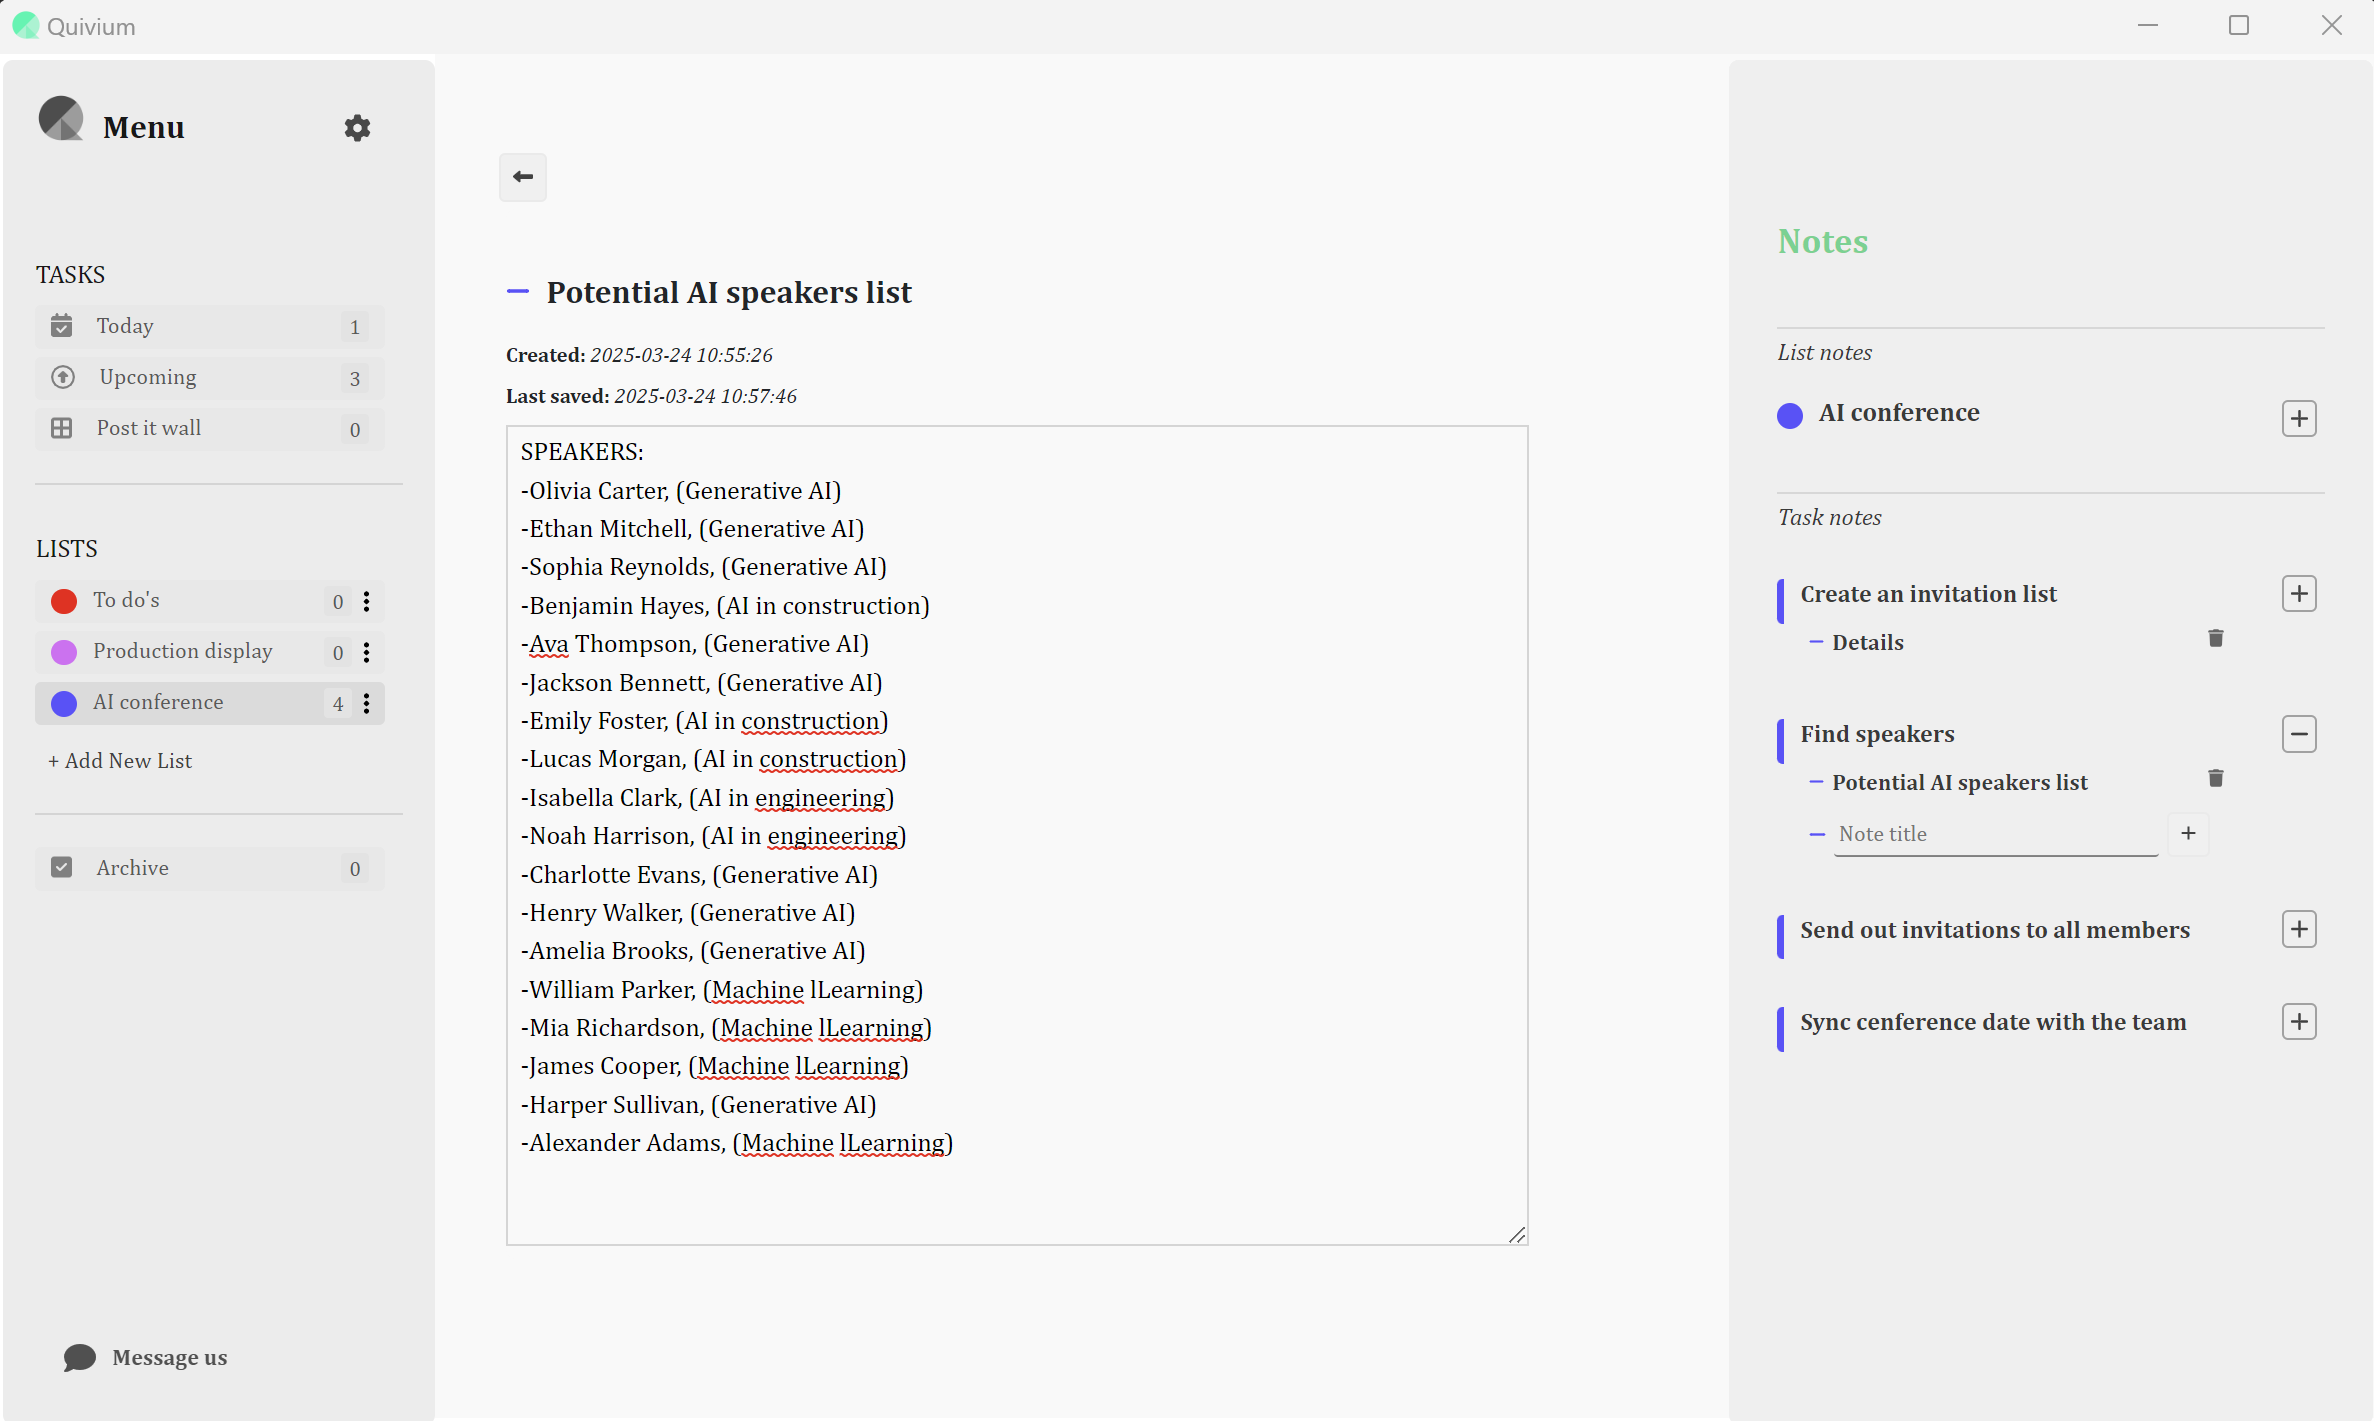 Quivium
Menu
TASKS
Today 1
Upcoming 3
Post it wall 0
LISTS
To do's 0
Production display 0
AI conference 4
+ Add New List
Archive 0
Message us
Potential AI speakers list
Created: 2025-03-24 10:55:26
Last saved: 2025-03-24 10:57:46
SPEAKERS:
-Olivia Carter, (Generative AI)
-Ethan Mitchell, (Generative AI)
-Sophia Reynolds, (Generative AI)
-Benjamin Hayes, (AI in construction)
-Ava Thompson, (Generative AI)
-Jackson Bennett, (Generative AI)
-Emily Foster, (AI in construction)
-Lucas Morgan, (AI in construction)
-Isabella Clark, (AI in engineering)
-Noah Harrison, (AI in engineering)
-Charlotte Evans, (Generative AI)
-Henry Walker, (Generative AI)
-Amelia Brooks, (Generative AI)
-William Parker, (Machine lLearning)
-Mia Richardson, (Machine lLearning)
-James Cooper, (Machine lLearning)
-Harper Sullivan, (Generative AI)
-Alexander Adams, (Machine lLearning)
Notes
List notes
AI conference
Task notes
Create an invitation list
Details
Find speakers
Potential AI speakers list
Note title
Send out invitations to all members
Sync cenference date with the team